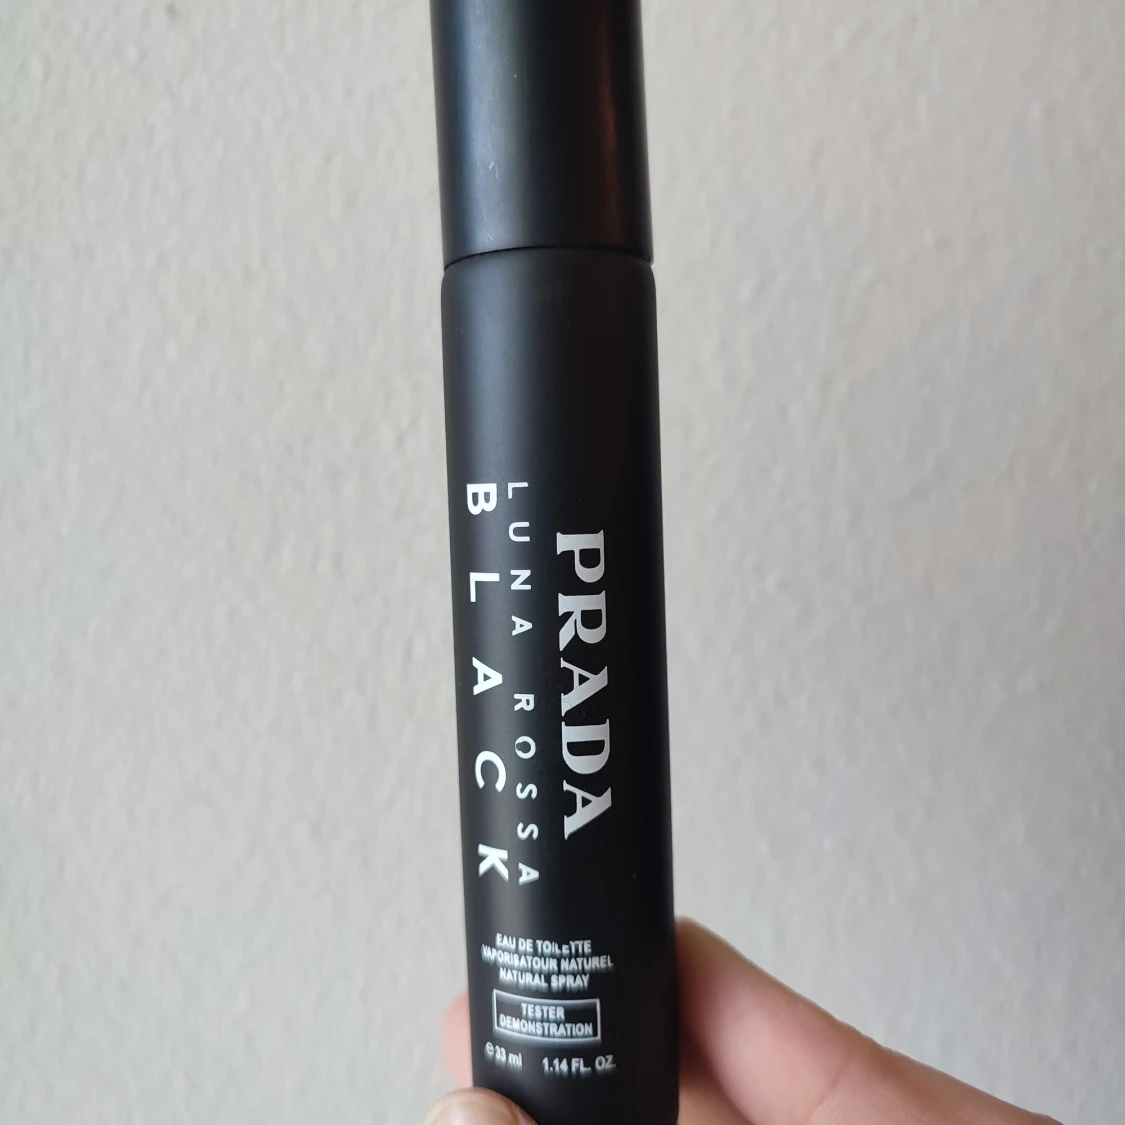 PRADA
LUNA ROSSA
BLACK
EAU DE TOILETTE
VAPORISATOUR NATUREL
NATURAL SPRAY
TESTER
DEMONSTRATION
℮ 33 ml 1.14 FL. OZ.